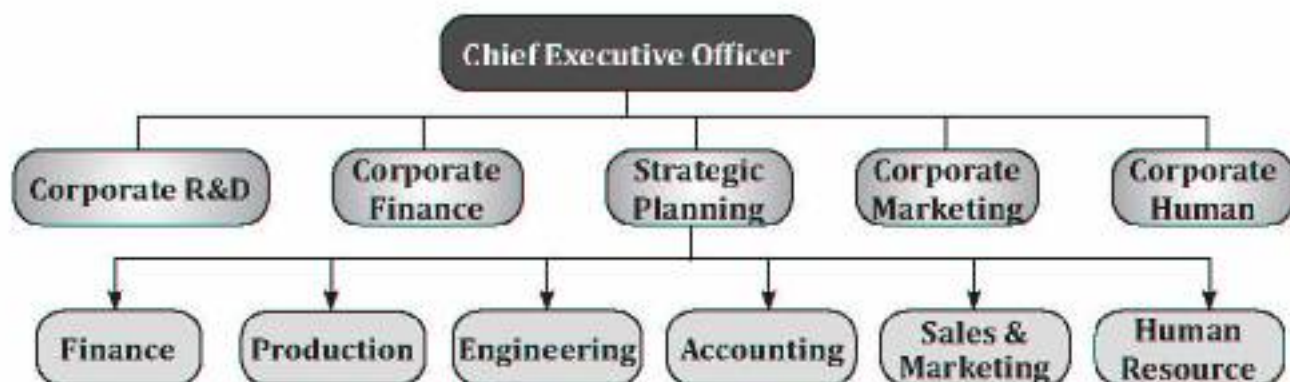 Chief Executive Officer
Corporate R&D
Corporate
Finance
Strategic
Planning
Corporate
Marketing
Corporate
Human
Finance
Production
Engineering
Accounting
Sales &
Marketing
Human
Resource